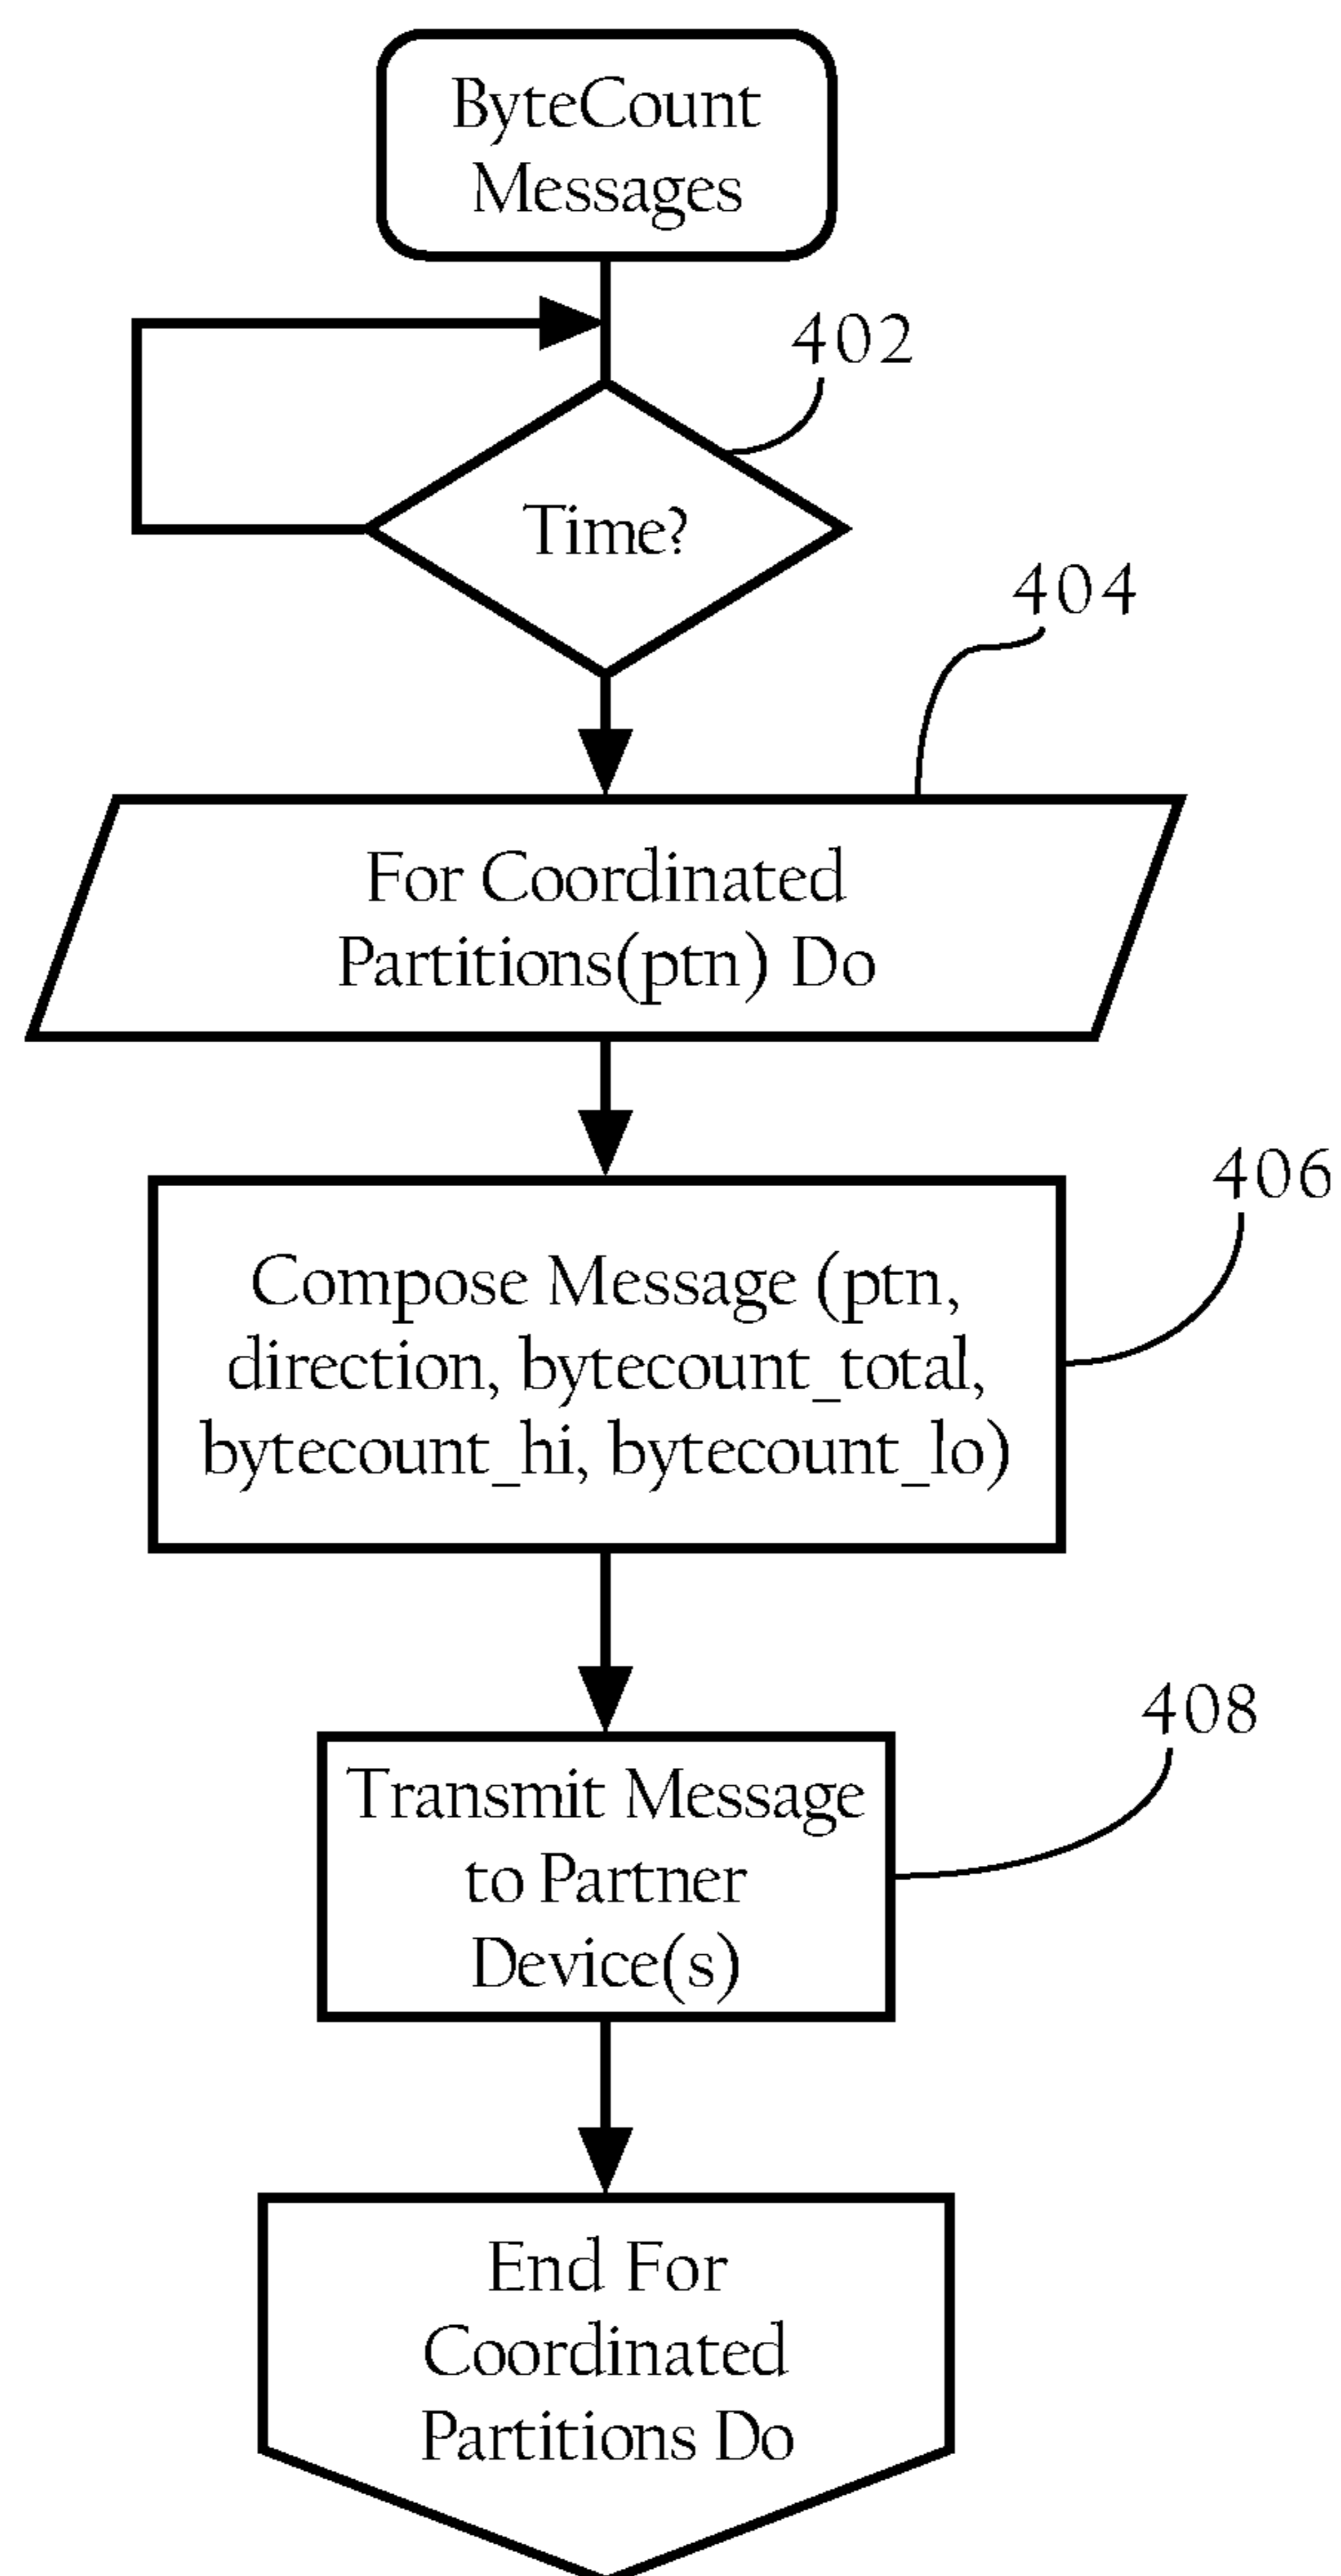 ByteCount
Messages
402
Time?
404
For Coordinated
Partitions(ptn) Do
406
Compose Message (ptn,
direction, bytecount_total,
bytecount_hi, bytecount_lo)
408
Transmit Message
to Partner
Device(s)
End For
Coordinated
Partitions Do